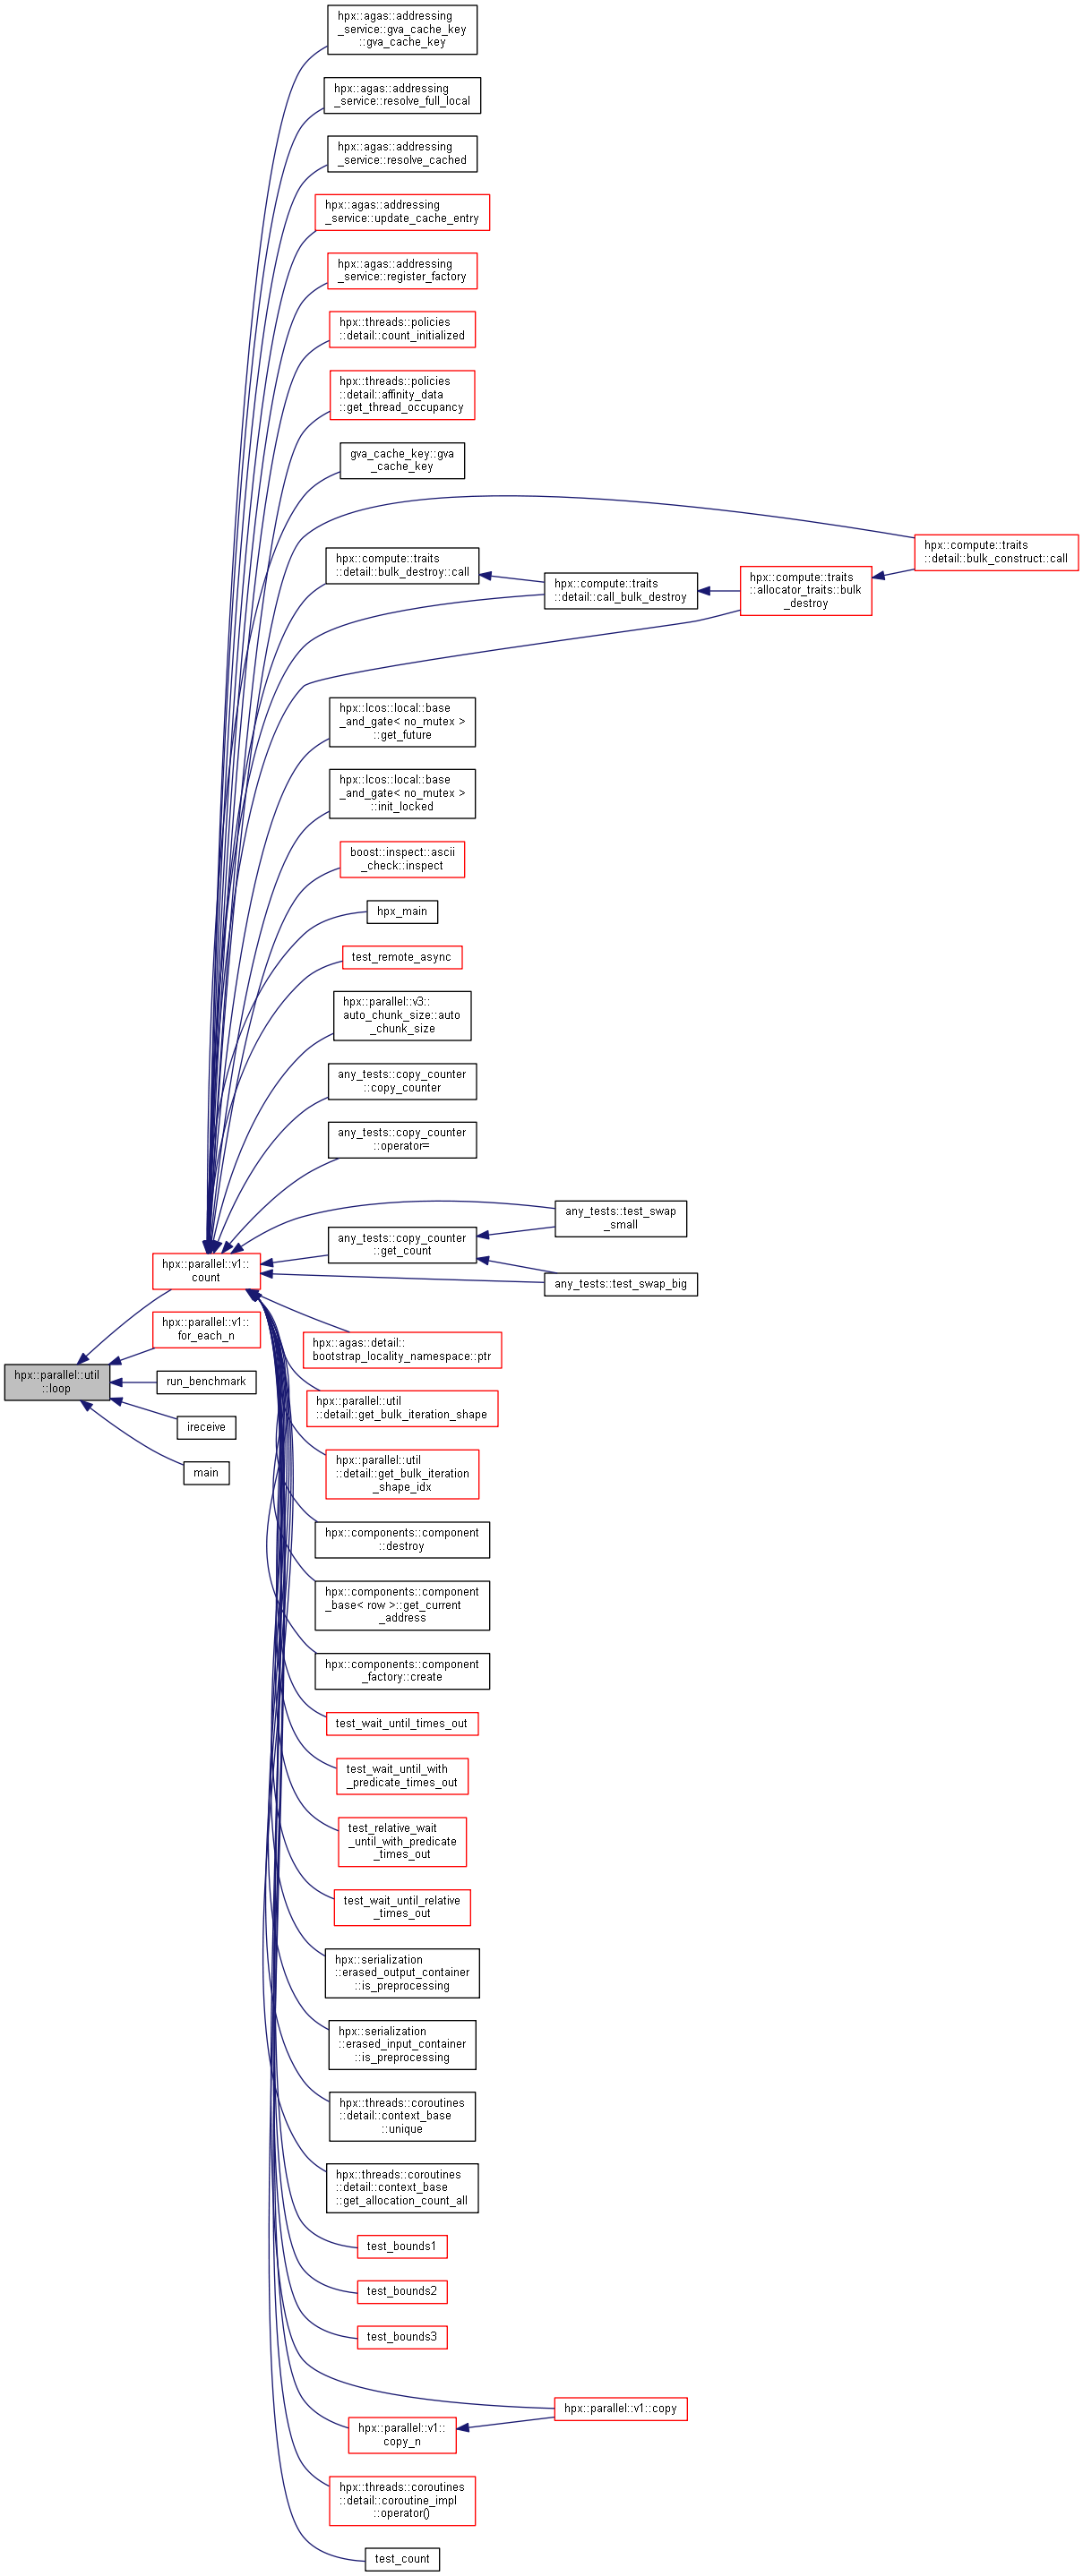 hpx::agas::addressing
_service::gva_cache_key
::gva_cache_key
hpx::agas::addressing
_service::resolve_full_local
hpx::agas::addressing
_service::resolve_cached
hpx::agas::addressing
_service::update_cache_entry
hpx::agas::addressing
_service::register_factory
hpx::threads::policies
::detail::count_initialized
hpx::threads::policies
::detail::affinity_data
::get_thread_occupancy
gva_cache_key::gva
_cache_key
hpx::compute::traits
::detail::bulk_construct::call
hpx::compute::traits
::detail::bulk_destroy::call
hpx::compute::traits
::detail::call_bulk_destroy
hpx::compute::traits
::allocator_traits::bulk
_destroy
hpx::lcos::local::base
_and_gate< no_mutex >
::get_future
hpx::lcos::local::base
_and_gate< no_mutex >
::init_locked
boost::inspect::ascii
_check::inspect
hpx_main
test_remote_async
hpx::parallel::v3::
auto_chunk_size::auto
_chunk_size
any_tests::copy_counter
::copy_counter
any_tests::copy_counter
::operator=
any_tests::test_swap
_small
any_tests::copy_counter
::get_count
any_tests::test_swap_big
hpx::parallel::v1::
count
hpx::parallel::v1::
for_each_n
hpx::parallel::util
::loop
run_benchmark
ireceive
main
hpx::agas::detail::
bootstrap_locality_namespace::ptr
hpx::parallel::util
::detail::get_bulk_iteration_shape
hpx::parallel::util
::detail::get_bulk_iteration
_shape_idx
hpx::components::component
::destroy
hpx::components::component
_base< row >::get_current
_address
hpx::components::component
_factory::create
test_wait_until_times_out
test_wait_until_with
_predicate_times_out
test_relative_wait
_until_with_predicate
_times_out
test_wait_until_relative
_times_out
hpx::serialization
::erased_output_container
::is_preprocessing
hpx::serialization
::erased_input_container
::is_preprocessing
hpx::threads::coroutines
::detail::context_base
::unique
hpx::threads::coroutines
::detail::context_base
::get_allocation_count_all
test_bounds1
test_bounds2
test_bounds3
hpx::parallel::v1::copy
hpx::parallel::v1::
copy_n
hpx::threads::coroutines
::detail::coroutine_impl
::operator()
test_count